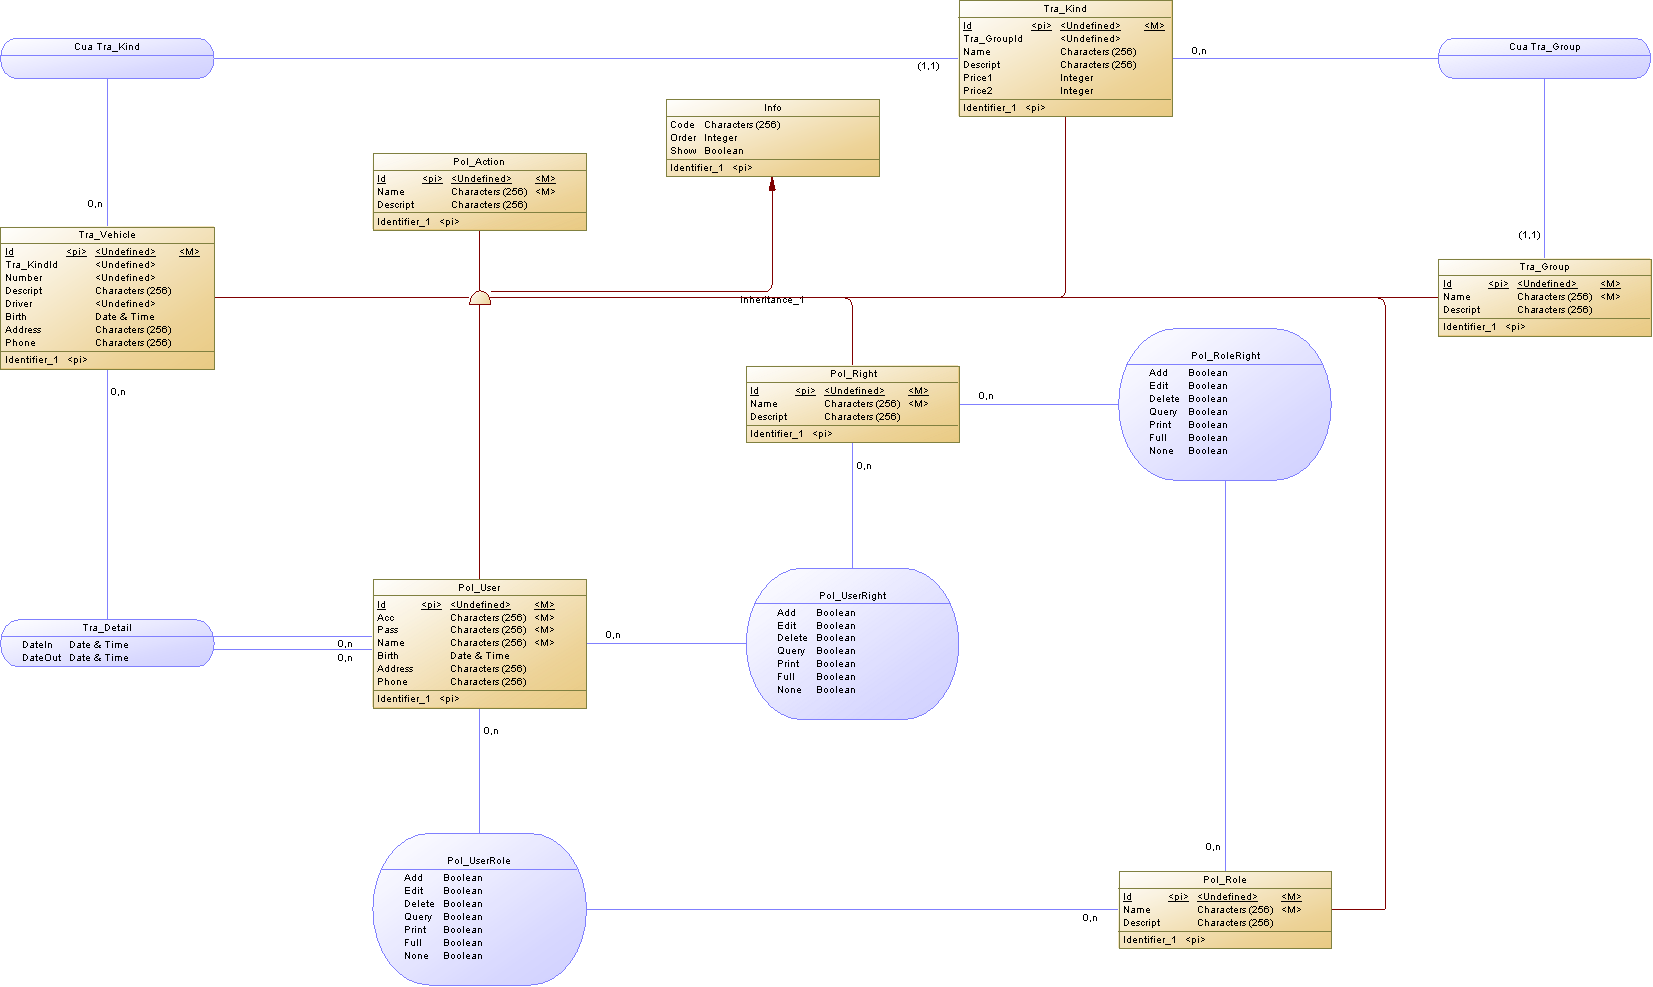 Tra_Kind
Id <pi> <Undefined> <M>
Tra_GroupId <Undefined>
Name Characters (256)
Descript Characters (256)
Price1 Integer
Price2 Integer
Identifier_1 <pi>
Cua Tra_Kind
Cua Tra_Group
(1,1)
0,n
Info
Code Characters (256)
Order Integer
Show Boolean
Identifier_1 <pi>
Pol_Action
Id <pi> <Undefined> <M>
Name Characters (256) <M>
Descript Characters (256)
Identifier_1 <pi>
0,n
(1,1)
Tra_Vehicle
Id <pi> <Undefined> <M>
Tra_KindId <Undefined>
Number <Undefined>
Descript Characters (256)
Driver <Undefined>
Birth Date & Time
Address Characters (256)
Phone Characters (256)
Identifier_1 <pi>
Tra_Group
Id <pi> <Undefined> <M>
Name Characters (256) <M>
Descript Characters (256)
Identifier_1 <pi>
Inheritance_1
0,n
Pol_Right
Id <pi> <Undefined> <M>
Name Characters (256) <M>
Descript Characters (256)
Identifier_1 <pi>
0,n
0,n
Pol_RoleRight
Add Boolean
Edit Boolean
Delete Boolean
Query Boolean
Print Boolean
Full Boolean
None Boolean
Tra_Detail
DateIn Date & Time
DateOut Date & Time
0,n
0,n
Pol_User
Id <pi> <Undefined> <M>
Acc Characters (256) <M>
Pass Characters (256) <M>
Name Characters (256) <M>
Birth Date & Time
Address Characters (256)
Phone Characters (256)
Identifier_1 <pi>
0,n
0,n
Pol_UserRight
Add Boolean
Edit Boolean
Delete Boolean
Query Boolean
Print Boolean
Full Boolean
None Boolean
Pol_UserRole
Add Boolean
Edit Boolean
Delete Boolean
Query Boolean
Print Boolean
Full Boolean
None Boolean
0,n
0,n
Pol_Role
Id <pi> <Undefined> <M>
Name Characters (256) <M>
Descript Characters (256)
Identifier_1 <pi>